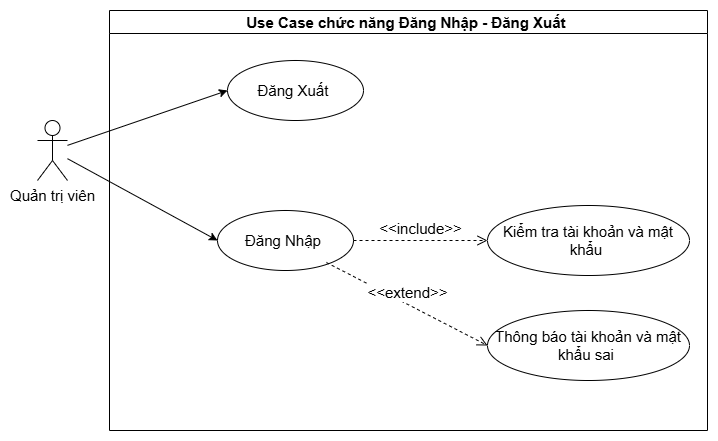 Use Case chức năng Đăng Nhập - Đăng Xuất
Đăng Xuất
Quản trị viên
Đăng Nhập
<<include>>
Kiểm tra tài khoản và mật
khẩu
<<extend>>
Thông báo tài khoản và mật
khẩu sai